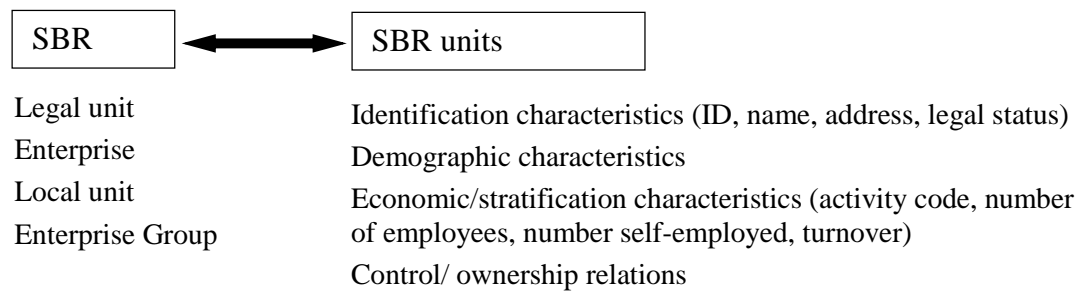 SBR
SBR units
Legal unit
Enterprise
Local unit
Enterprise Group
Identification characteristics (ID, name, address, legal status)
Demographic characteristics
Economic/stratification characteristics (activity code, number
of employees, number self-employed, turnover)
Control/ ownership relations